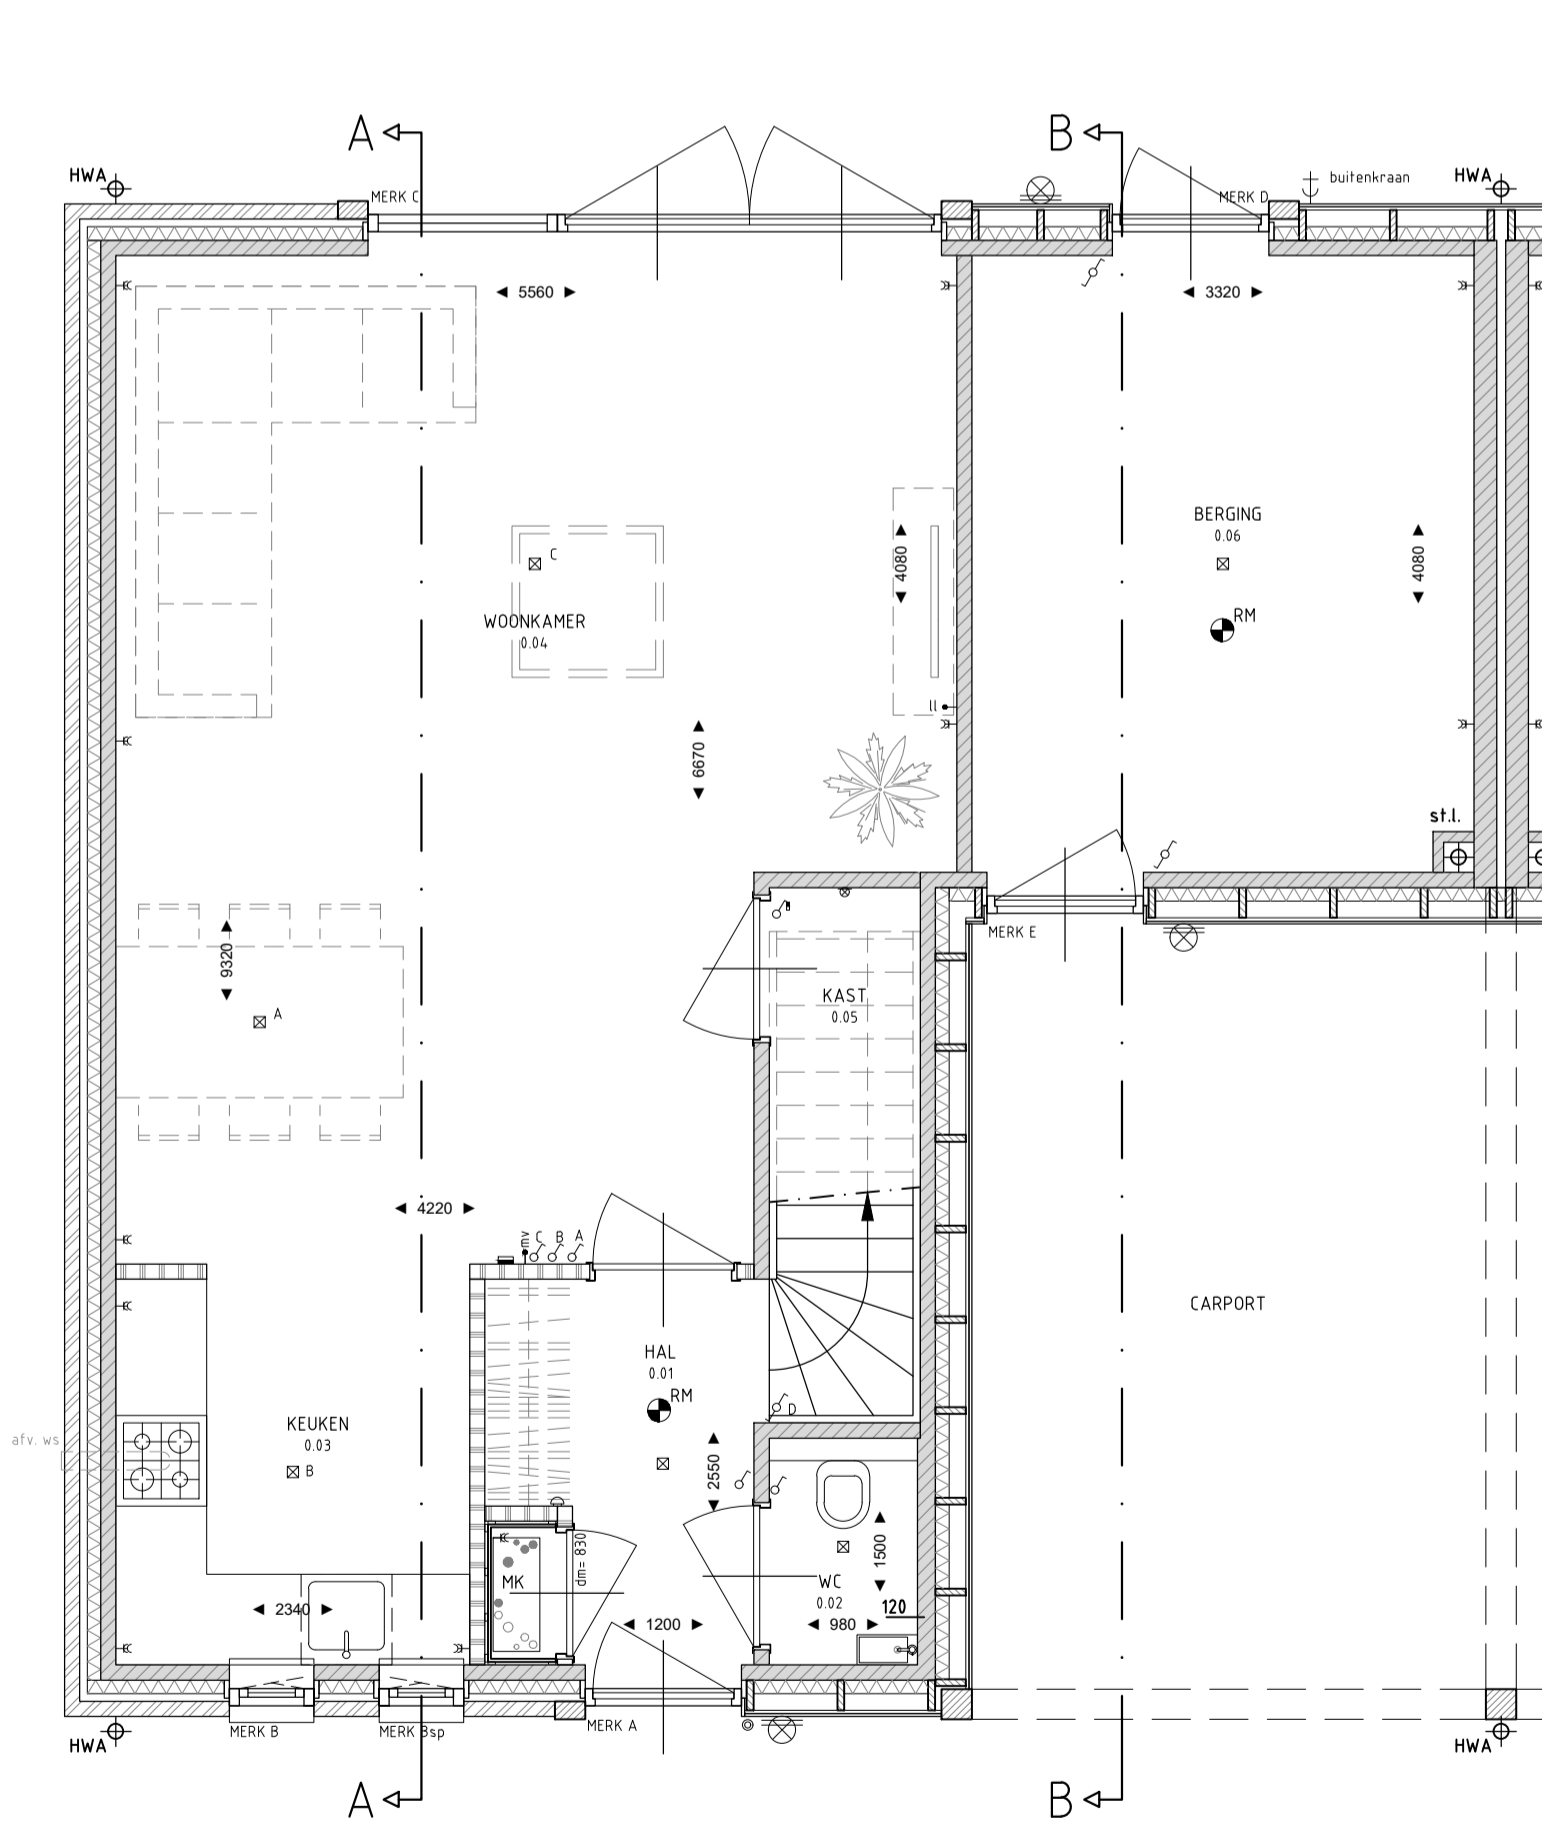 A
B
HWA
MERK C
MERK D
buitenkraan
HWA
5560
3320
BERGING
0.06
C
4080
4080
WOONKAMER
0.04
RM
ll
6670
st.l.
MERK E
9320
KAST
0.05
A
4220
mv
C
B
A
CARPORT
HAL
0.01
RM
D
KEUKEN
0.03
afv. ws
B
2550
dm= 830
1500
MK
WC
0.02
120
2340
1200
980
MERK B
MERK Bsp
MERK A
HWA
HWA
A
B